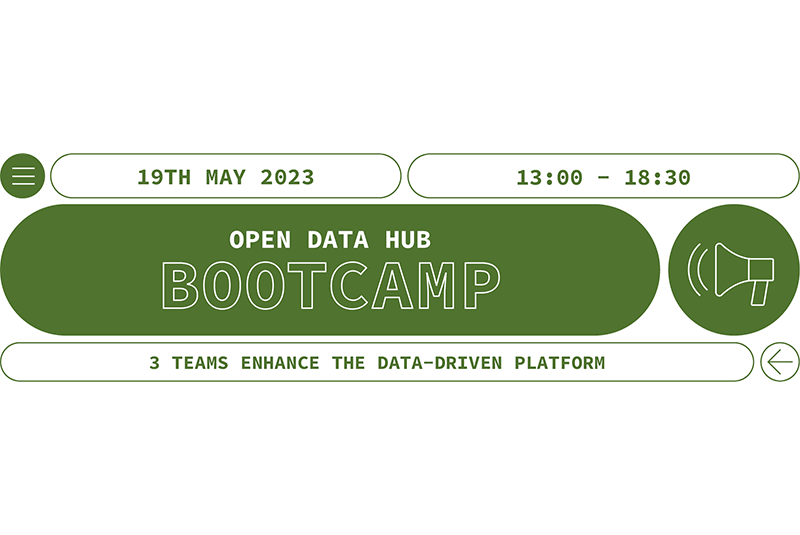 19TH MAY 2023
13:00 - 18:30
OPEN DATA HUB
BOOTCAMP
3 TEAMS ENHANCE THE DATA-DRIVEN PLATFORM